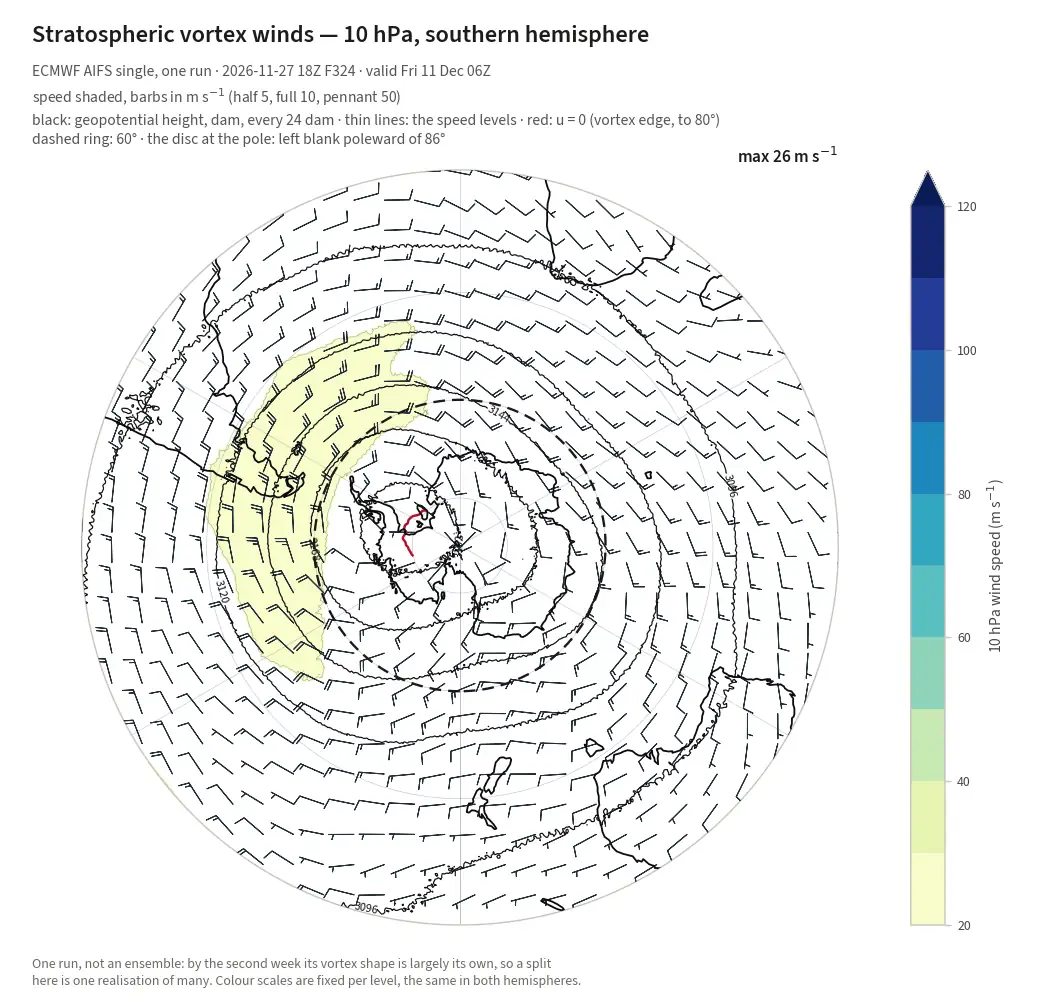 Stratospheric vortex winds — 10 hPa, southern hemisphere
ECMWF AIFS single, one run · 2026-11-27 18Z F324 · valid Fri 11 Dec 06Z
speed shaded, barbs in m s⁻¹ (half 5, full 10, pennant 50)
black: geopotential height, dam, every 24 dam · thin lines: the speed levels · red: u = 0 (vortex edge, to 80°)
dashed ring: 60° · the disc at the pole: left blank poleward of 86°
max 26 m s⁻¹
120
100
80
60
40
20
10 hPa wind speed (m s⁻¹)
3096
3120
3096
One run, not an ensemble: by the second week its vortex shape is largely its own, so a split
here is one realisation of many. Colour scales are fixed per level, the same in both hemispheres.